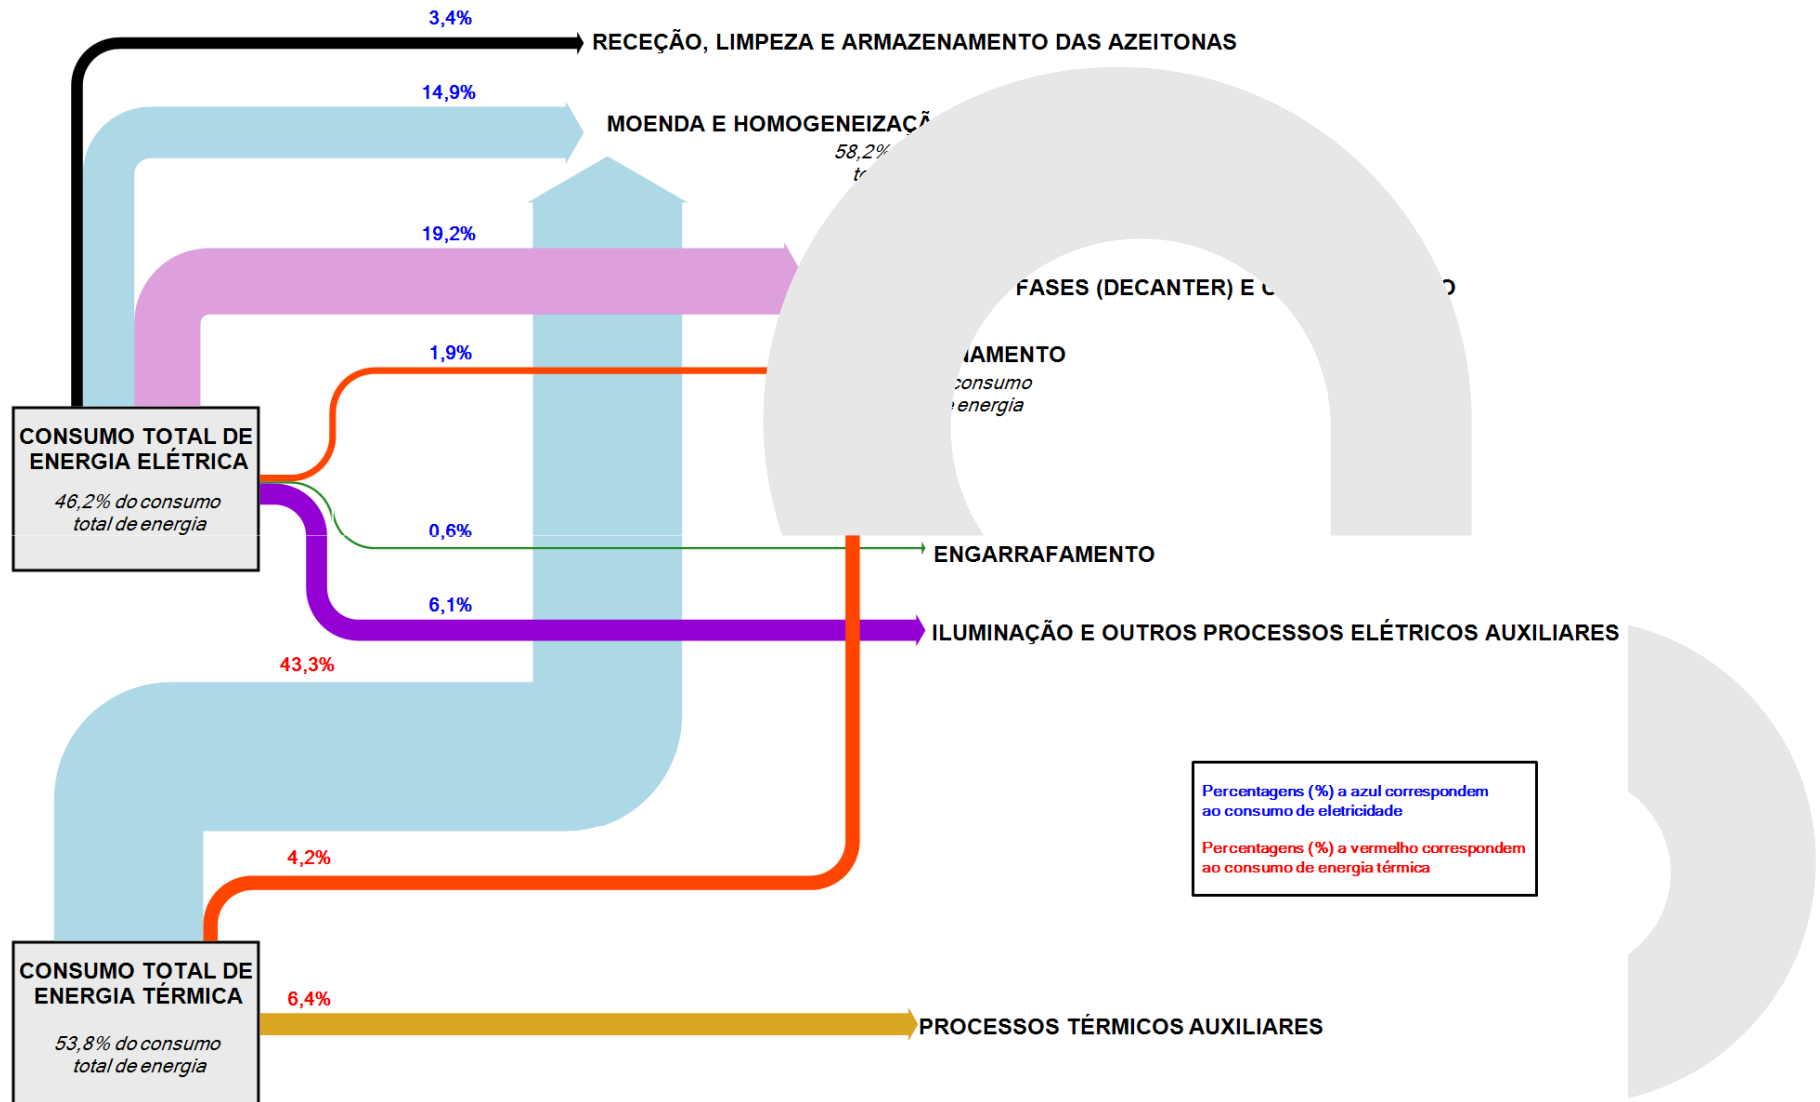 3,4%
RECEÇÃO, LIMPEZA E ARMAZENAMENTO DAS AZEITONAS
14,9%
MOENDA E
58,2%
19,2%
FASES (DECANTER) E
1,9%
consumo
energia
CONSUMO TOTAL DE
ENERGIA ELÉTRICA
46,2% do consumo
total de energia
0,6%
ENGARRAFAMENTO
6,1%
ILUMINAÇÃO E OUTROS PROCESSOS ELÉTRICOS AUXILIARES
43,3%
Percentagens (%) a azul correspondem
ao consumo de eletricidade
Percentagens (%) a vermelho correspondem
ao consumo de energia térmica
4,2%
CONSUMO TOTAL DE
ENERGIA TÉRMICA
53,8% do consumo
total de energia
6,4%
PROCESSOS TÉRMICOS AUXILIARES